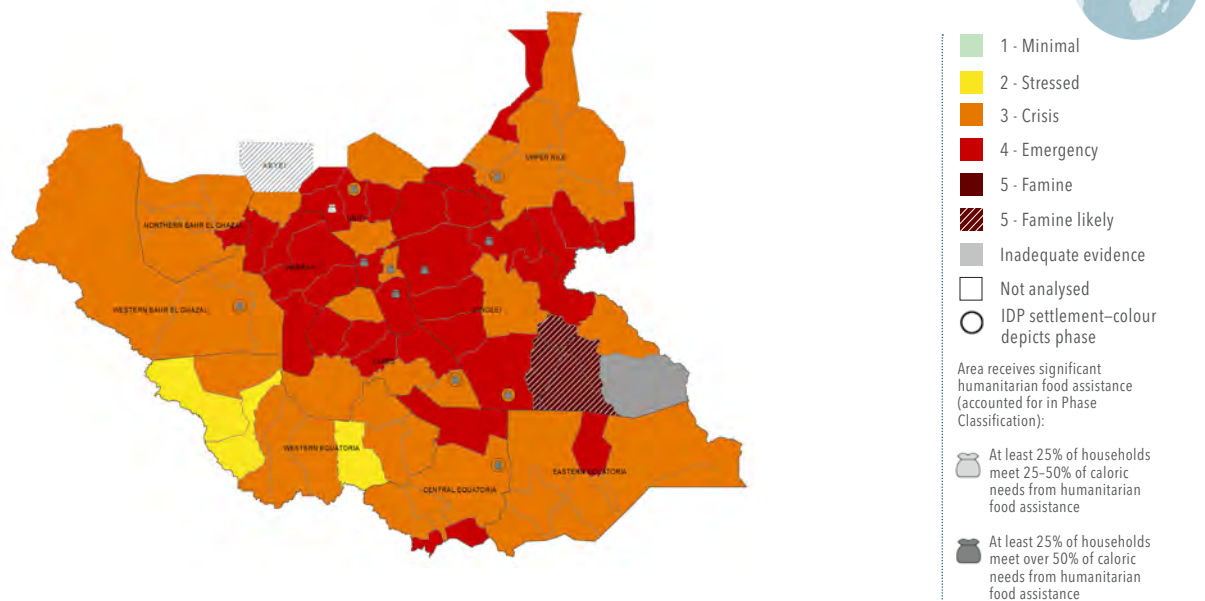 ABYEI
UPPER NILE
UNITY
NORTHERN BAHR EL GHAZAL
WARRAP
WESTERN BAHR EL GHAZAL
JONGLEI
LAKES
WESTERN EQUATORIA
EASTERN EQUATORIA
CENTRAL EQUATORIA
1 - Minimal
2 - Stressed
3 - Crisis
4 - Emergency
5 - Famine
5 - Famine likely
Inadequate evidence
Not analysed
IDP settlement–colour
depicts phase
Area receives significant
humanitarian food assistance
(accounted for in Phase
Classification):
At least 25% of households
meet 25–50% of caloric
needs from humanitarian
food assistance
At least 25% of households
meet over 50% of caloric
needs from humanitarian
food assistance